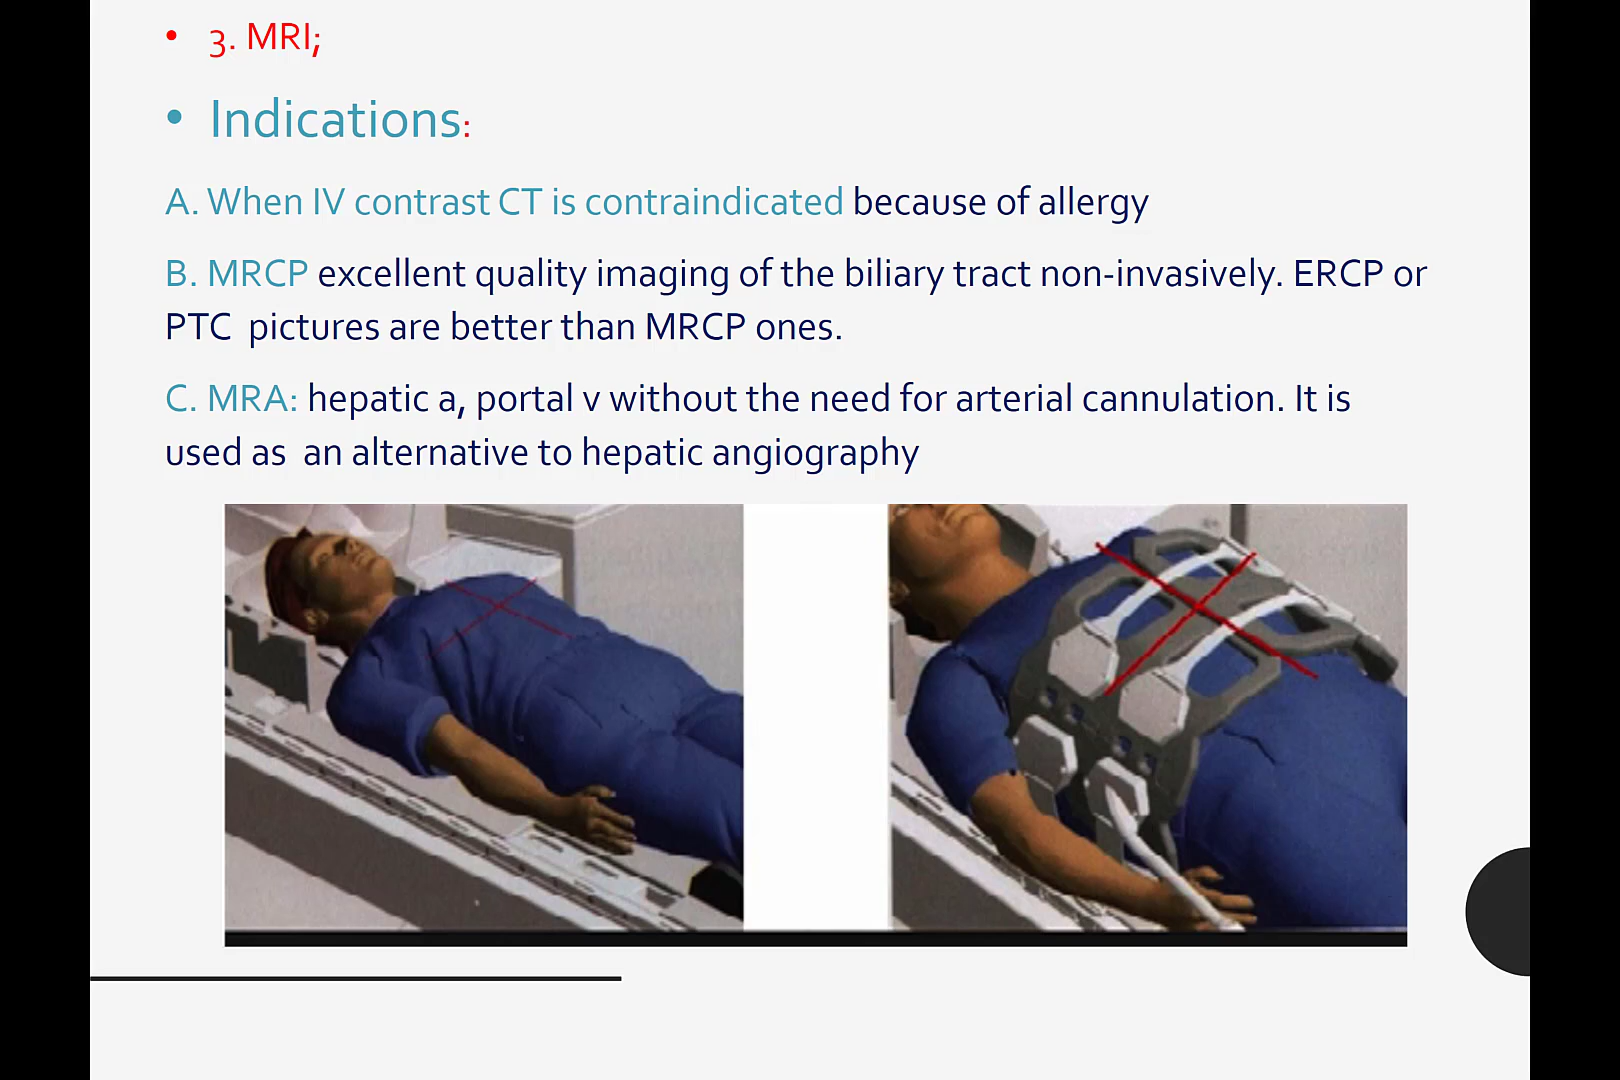 • 3. MRI;
• Indications:
A. When IV contrast CT is contraindicated because of allergy
B. MRCP excellent quality imaging of the biliary tract non-invasively. ERCP or
PTC  pictures are better than MRCP ones.
C. MRA: hepatic a, portal v without the need for arterial cannulation. It is
used as  an alternative to hepatic angiography